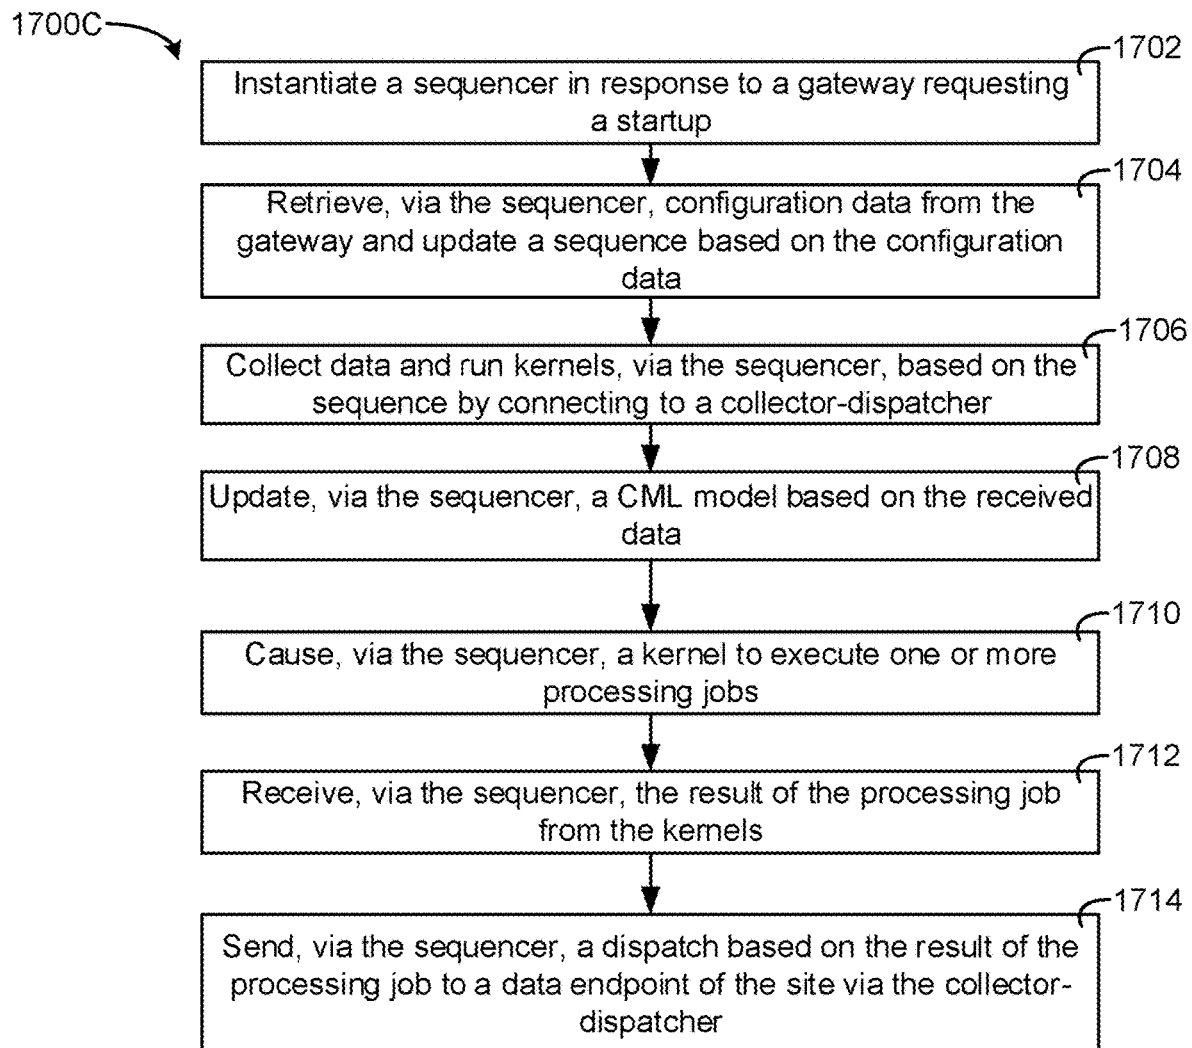 1700C
1702
Instantiate a sequencer in response to a gateway requesting
a startup
1704
Retrieve, via the sequencer, configuration data from the
gateway and update a sequence based on the configuration
data
1706
Collect data and run kernels, via the sequencer, based on the
sequence by connecting to a collector-dispatcher
1708
Update, via the sequencer, a CML model based on the received
data
1710
Cause, via the sequencer, a kernel to execute one or more
processing jobs
1712
Receive, via the sequencer, the result of the processing job
from the kernels
1714
Send, via the sequencer, a dispatch based on the result of the
processing job to a data endpoint of the site via the collector-
dispatcher